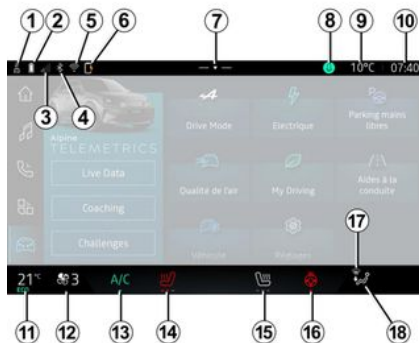 1
2
5
6
7
8
9
10
3
4
10°C
07:40
Alpine
TELEMETRICS
Live Data
Coaching
Challenges
Drive Mode
Electrique
Parking mains
libres
Qualité de l'air
My Driving
Aides à la
conduite
Véhicule
Réglages
17
21°C
ECO
3
A/C
11
12
13
14
15
16
18